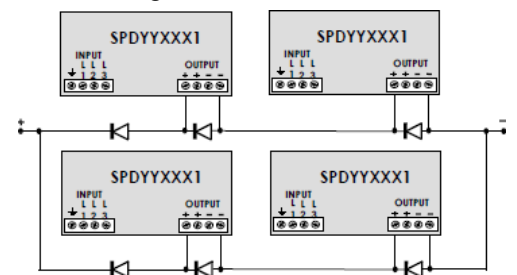 SPDYYXXX1
INPUT
L L L
1 2 3
OUTPUT
+ + − −
SPDYYXXX1
INPUT
L L L
1 2 3
OUTPUT
+ + − −
+
−
SPDYYXXX1
INPUT
L L L
1 2 3
OUTPUT
+ + − −
SPDYYXXX1
INPUT
L L L
1 2 3
OUTPUT
+ + − −